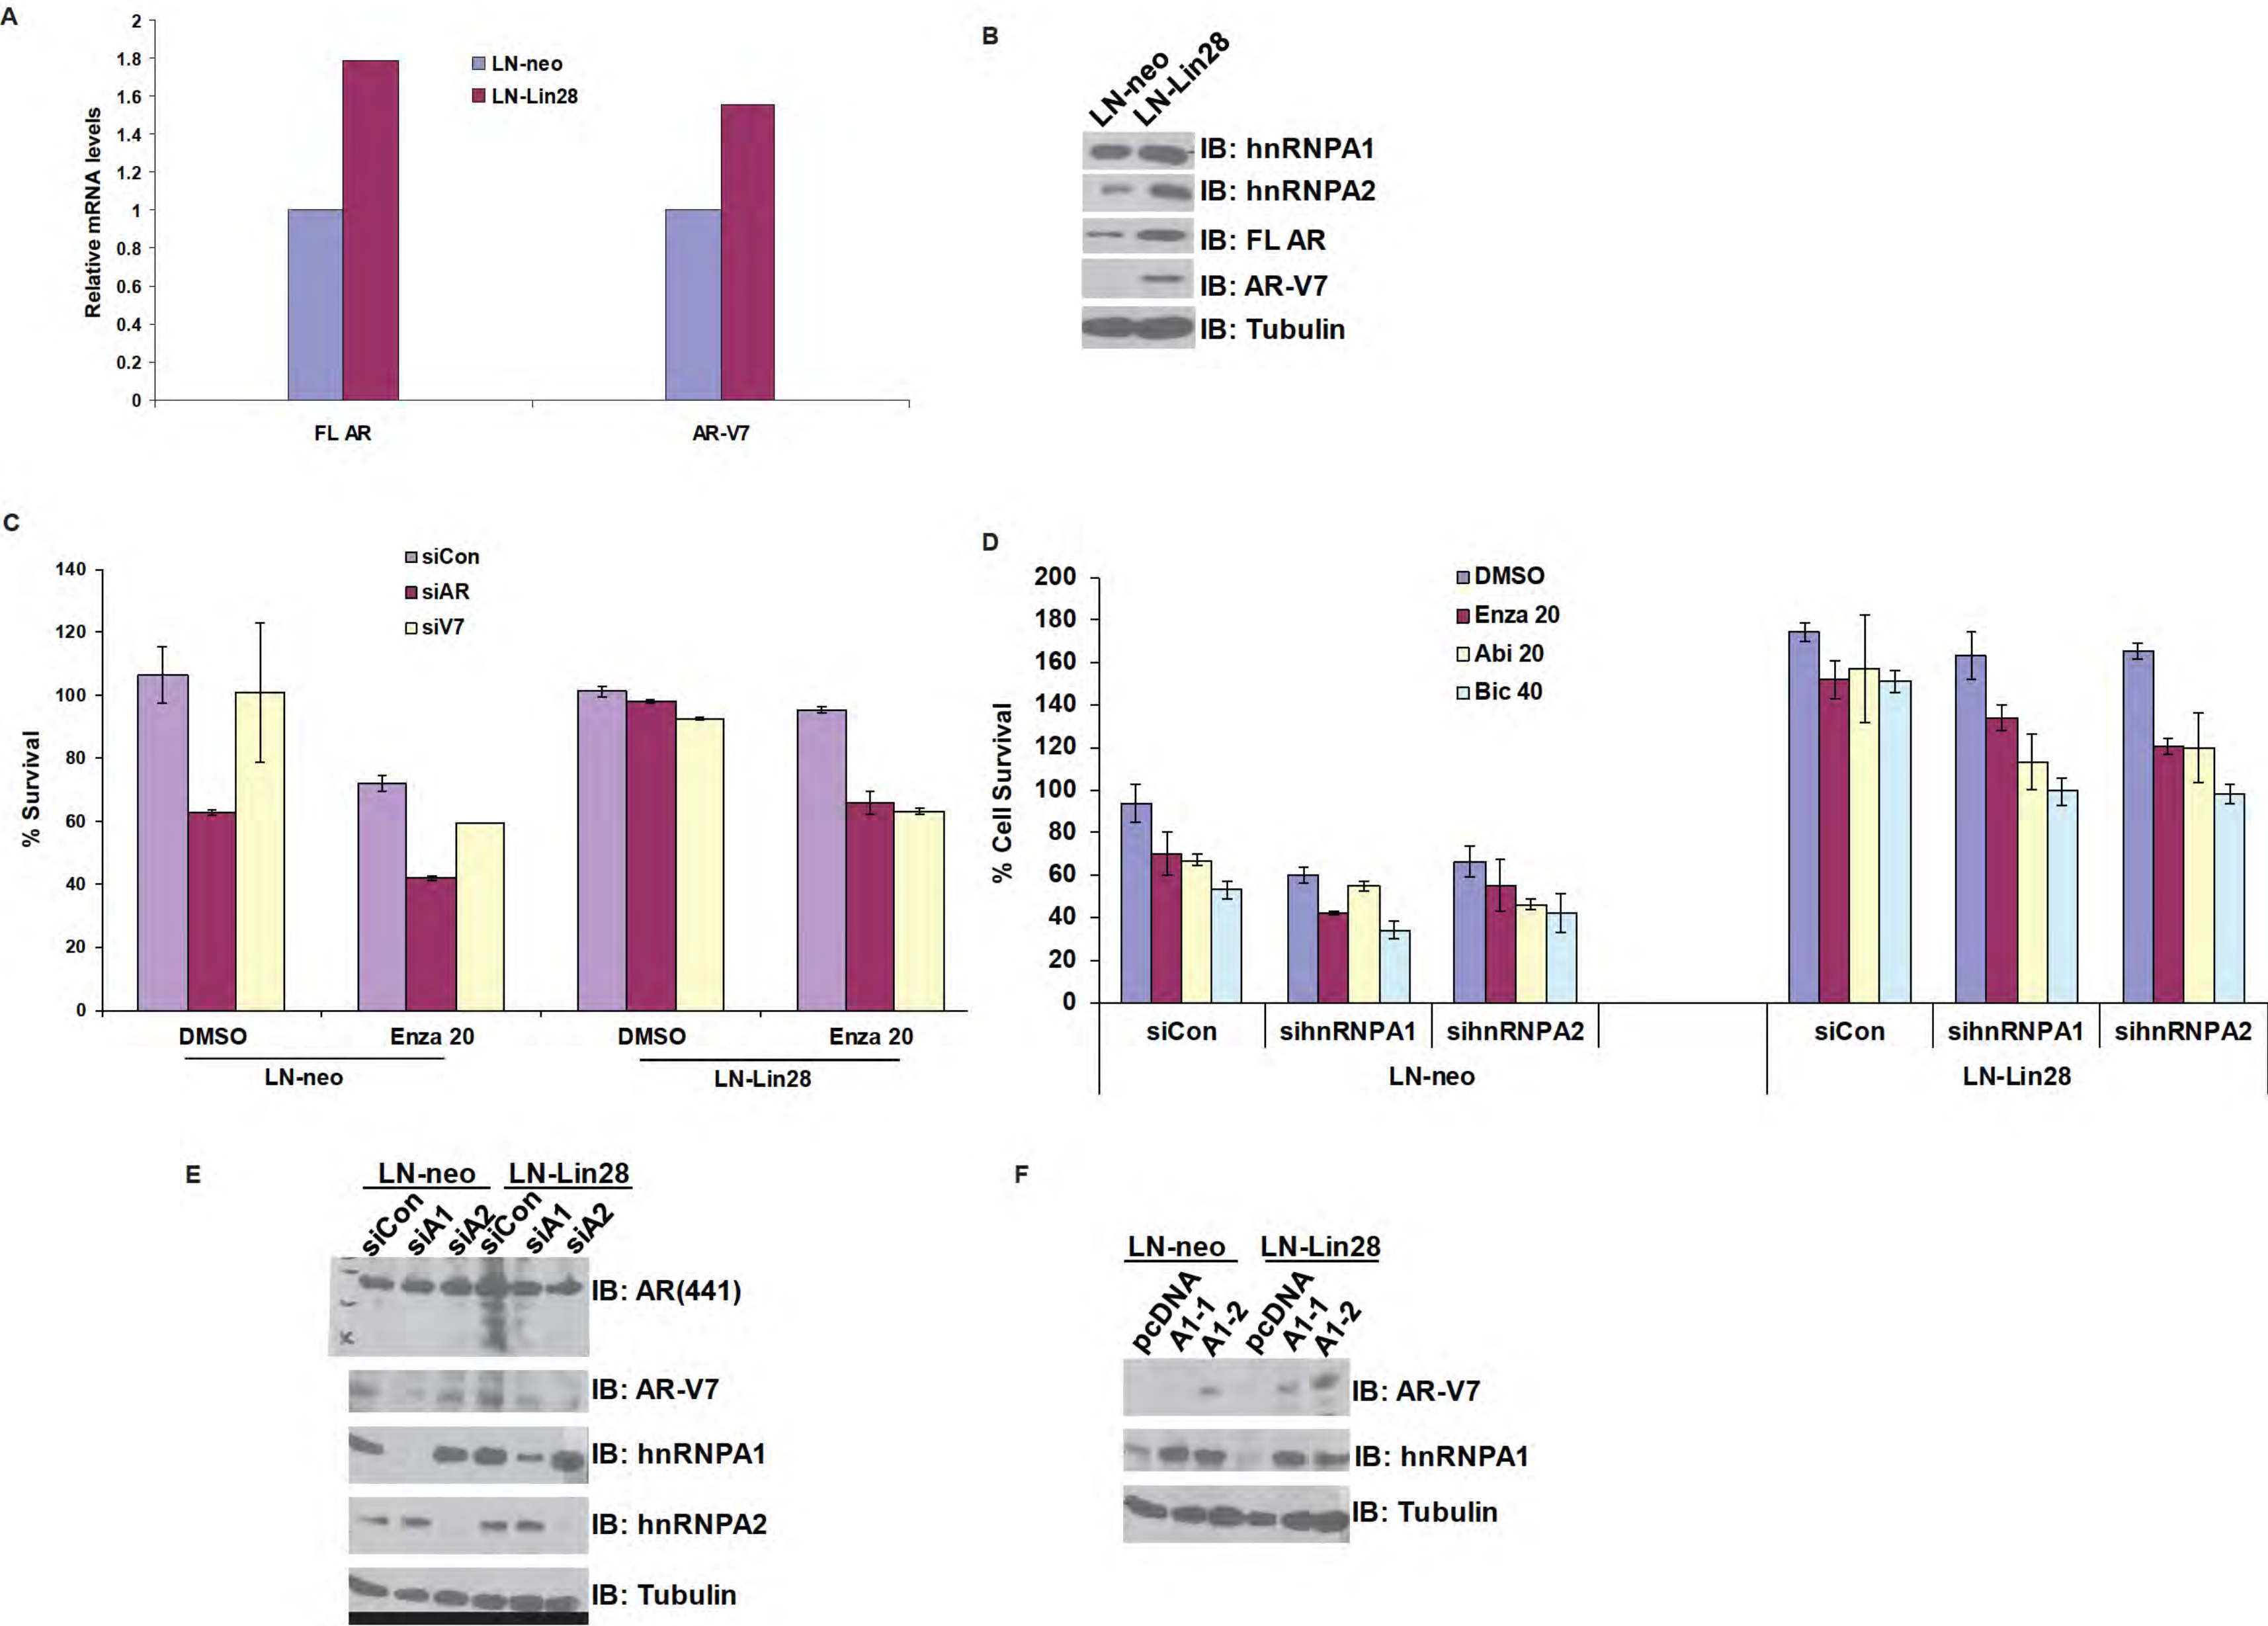 A
2
1.8
1.6
1.4
1.2
1
0.8
0.6
0.4
0.2
0
Relative mRNA levels
LN-neo
LN-Lin28
FL AR
AR-V7
B
LN-neo
LN-Lin28
IB: hnRNPA1
IB: hnRNPA2
IB: FL AR
IB: AR-V7
IB: Tubulin
C
140
120
100
80
60
40
20
0
% Survival
siCon
siAR
siV7
DMSO
Enza 20
DMSO
Enza 20
LN-neo
LN-Lin28
D
200
180
160
140
120
100
80
60
40
20
0
% Cell Survival
DMSO
Enza 20
Abi 20
Bic 40
siCon
sihnRNPA1
sihnRNPA2
siCon
sihnRNPA1
sihnRNPA2
LN-neo
LN-Lin28
E
LN-neo
LN-Lin28
siCon
siA1
siA2
siCon
siA1
siA2
IB: AR(441)
IB: AR-V7
IB: hnRNPA1
IB: hnRNPA2
IB: Tubulin
F
LN-neo
LN-Lin28
pcDNA
A1-1
A1-2
pcDNA
A1-1
A1-2
IB: AR-V7
IB: hnRNPA1
IB: Tubulin